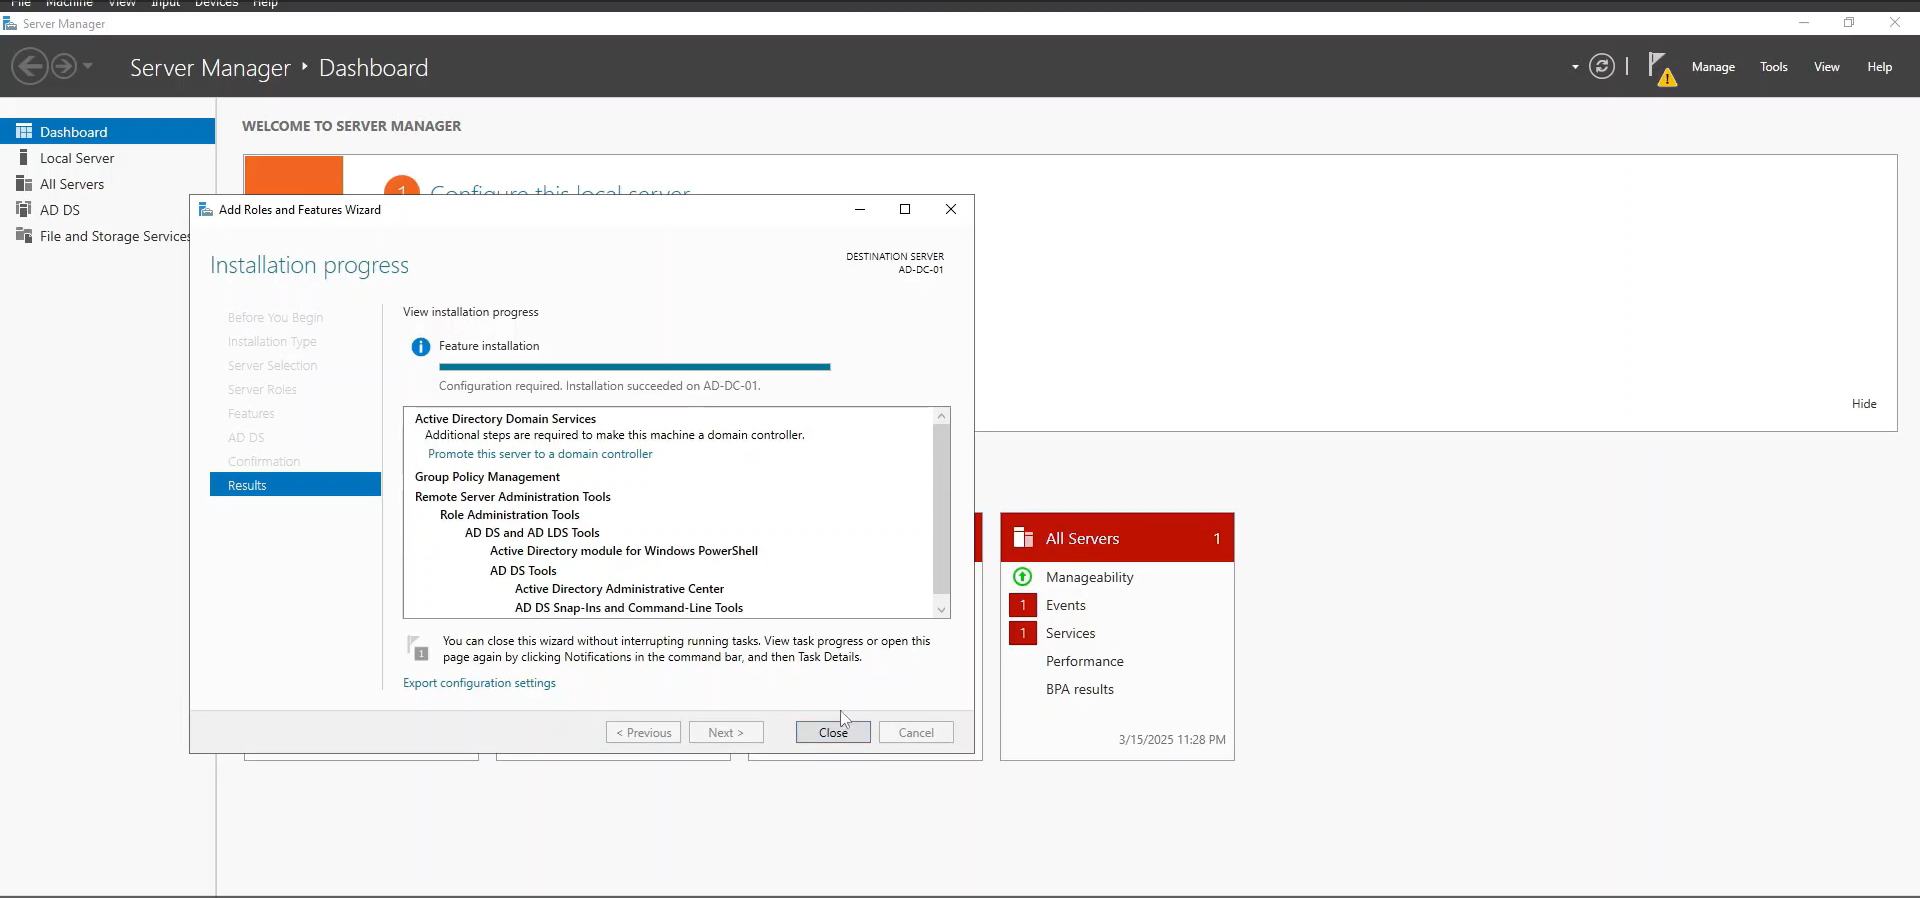 File Machine View Input Devices Help
Server Manager
Server Manager ‣ Dashboard
Manage Tools View Help
Dashboard
Local Server
All Servers
AD DS
File and Storage Services
WELCOME TO SERVER MANAGER
1 Configure this local server
Hide
Add Roles and Features Wizard
Installation progress
DESTINATION SERVER
AD-DC-01
Before You Begin
Installation Type
Server Selection
Server Roles
Features
AD DS
Confirmation
Results
View installation progress
Feature installation
Configuration required. Installation succeeded on AD-DC-01.
Active Directory Domain Services
Additional steps are required to make this machine a domain controller.
Promote this server to a domain controller
Group Policy Management
Remote Server Administration Tools
Role Administration Tools
AD DS and AD LDS Tools
Active Directory module for Windows PowerShell
AD DS Tools
Active Directory Administrative Center
AD DS Snap-Ins and Command-Line Tools
1 You can close this wizard without interrupting running tasks. View task progress or open this
page again by clicking Notifications in the command bar, and then Task Details.
Export configuration settings
< Previous Next > Close Cancel
All Servers 1
Manageability
1 Events
1 Services
Performance
BPA results
3/15/2025 11:28 PM